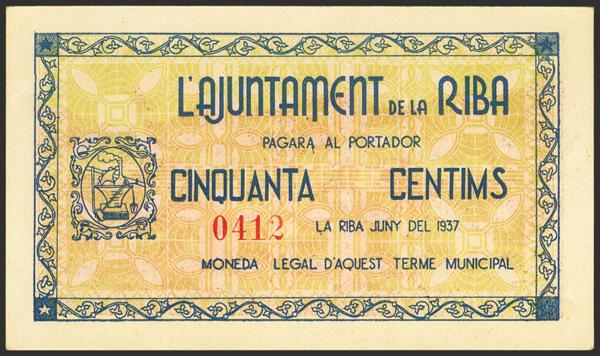 L'AJUNTAMENT DE LA RIBA
PAGARÀ AL PORTADOR
CINQUANTA CENTIMS
0412 LA RIBA JUNY DEL 1937
MONEDA LEGAL D'AQUEST TERME MUNICIPAL